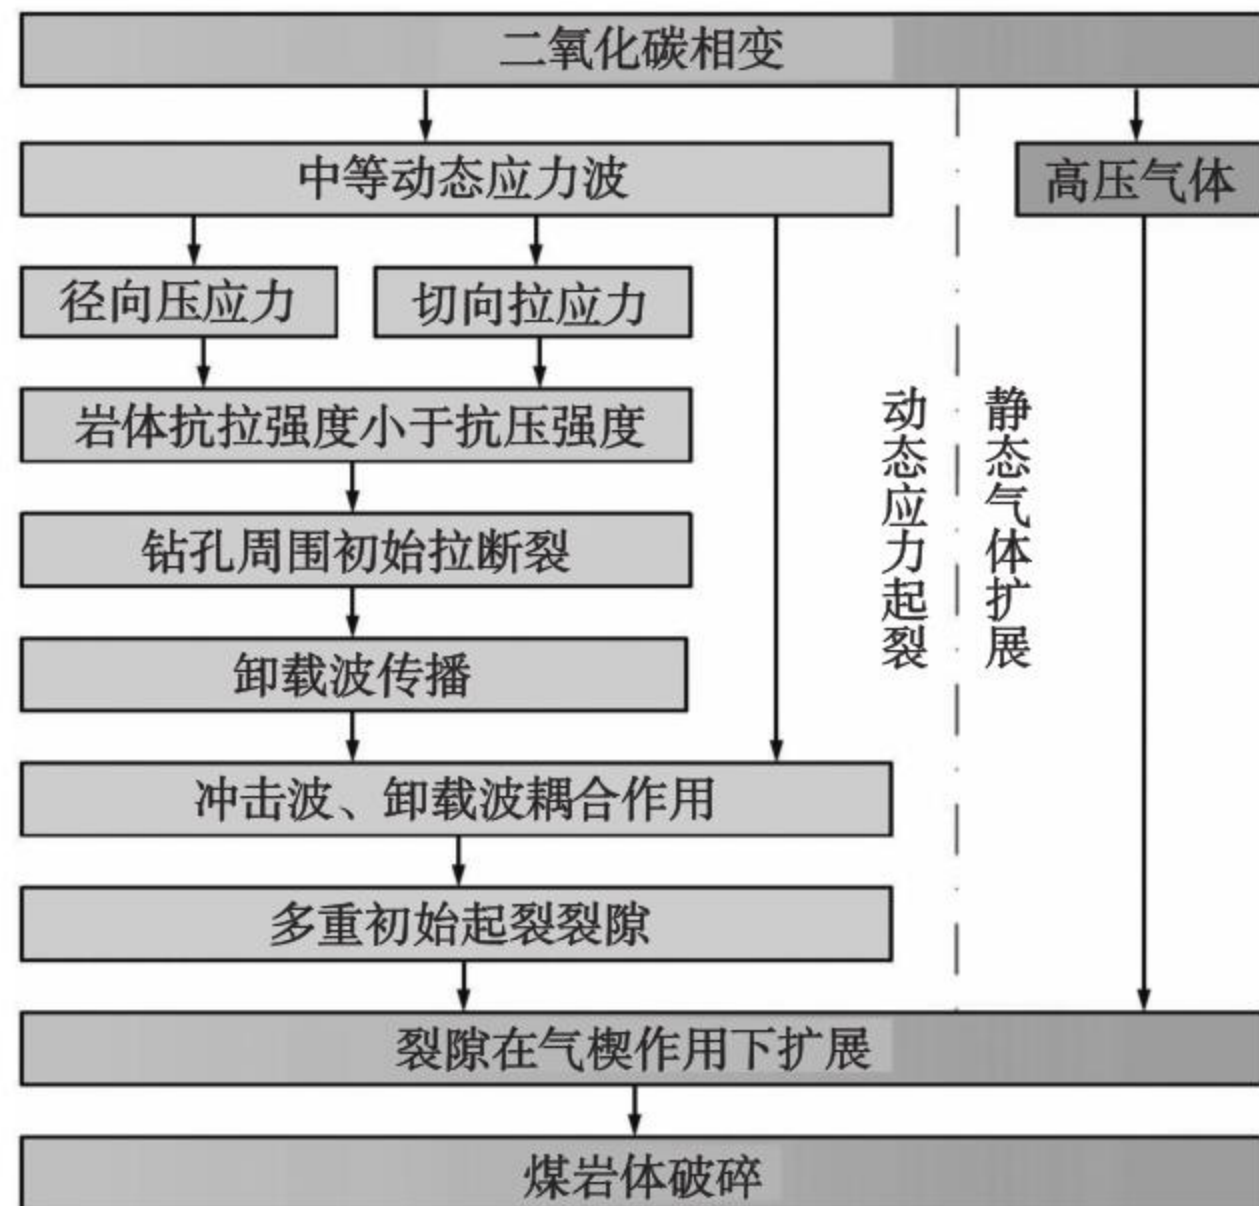 二氧化碳相变
中等动态应力波
高压气体
径向压应力
切向拉应力
岩体抗拉强度小于抗压强度
钻孔周围初始拉断裂
卸载波传播
冲击波、卸载波耦合作用
多重初始起裂裂隙
动态应力起裂
静态气体扩展
裂隙在气楔作用下扩展
煤岩体破碎